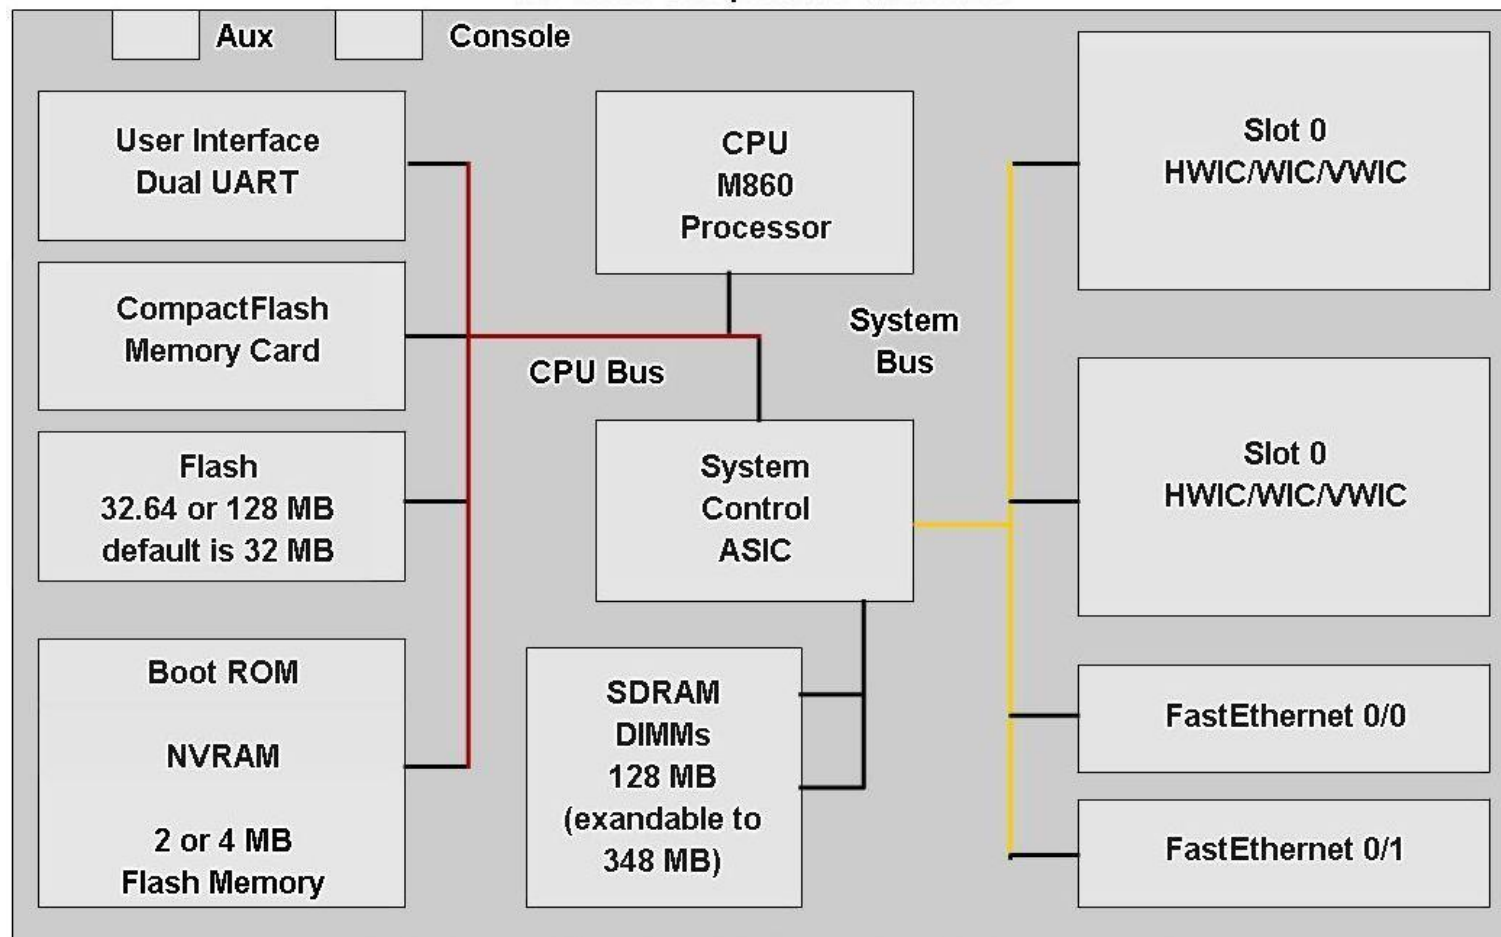 Aux
Console
User Interface
Dual UART
CompactFlash
Memory Card
Flash
32.64 or 128 MB
default is 32 MB
Boot ROM
NVRAM
2 or 4 MB
Flash Memory
CPU
M860
Processor
CPU Bus
System
Bus
System
Control
ASIC
SDRAM
DIMMs
128 MB
(exandable to
348 MB)
Slot 0
HWIC/WIC/VWIC
Slot 0
HWIC/WIC/VWIC
FastEthernet 0/0
FastEthernet 0/1